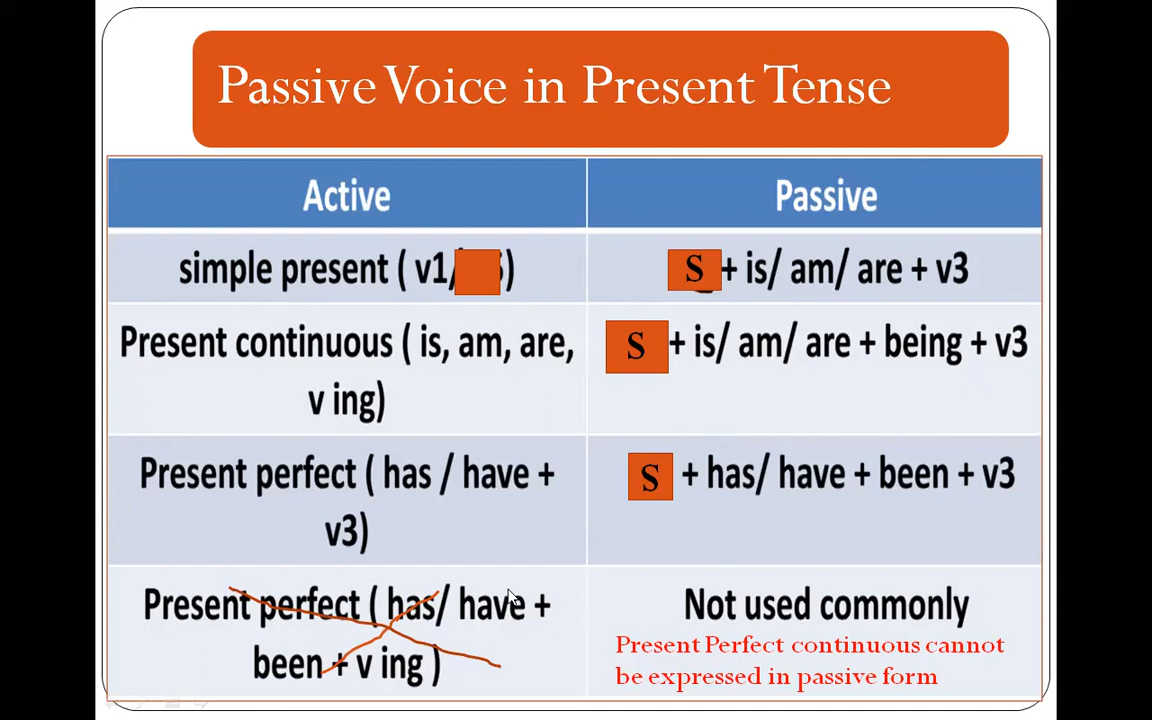 Passive Voice in Present Tense
Active
Passive
simple present ( v1/ )
S + is/ am/ are + v3
Present continuous ( is, am, are,
v ing)
S + is/ am/ are + being + v3
Present perfect ( has / have +
v3)
S + has/ have + been + v3
Present perfect ( has/ have +
been + v ing )
Not used commonly
Present Perfect continuous cannot
be expressed in passive form